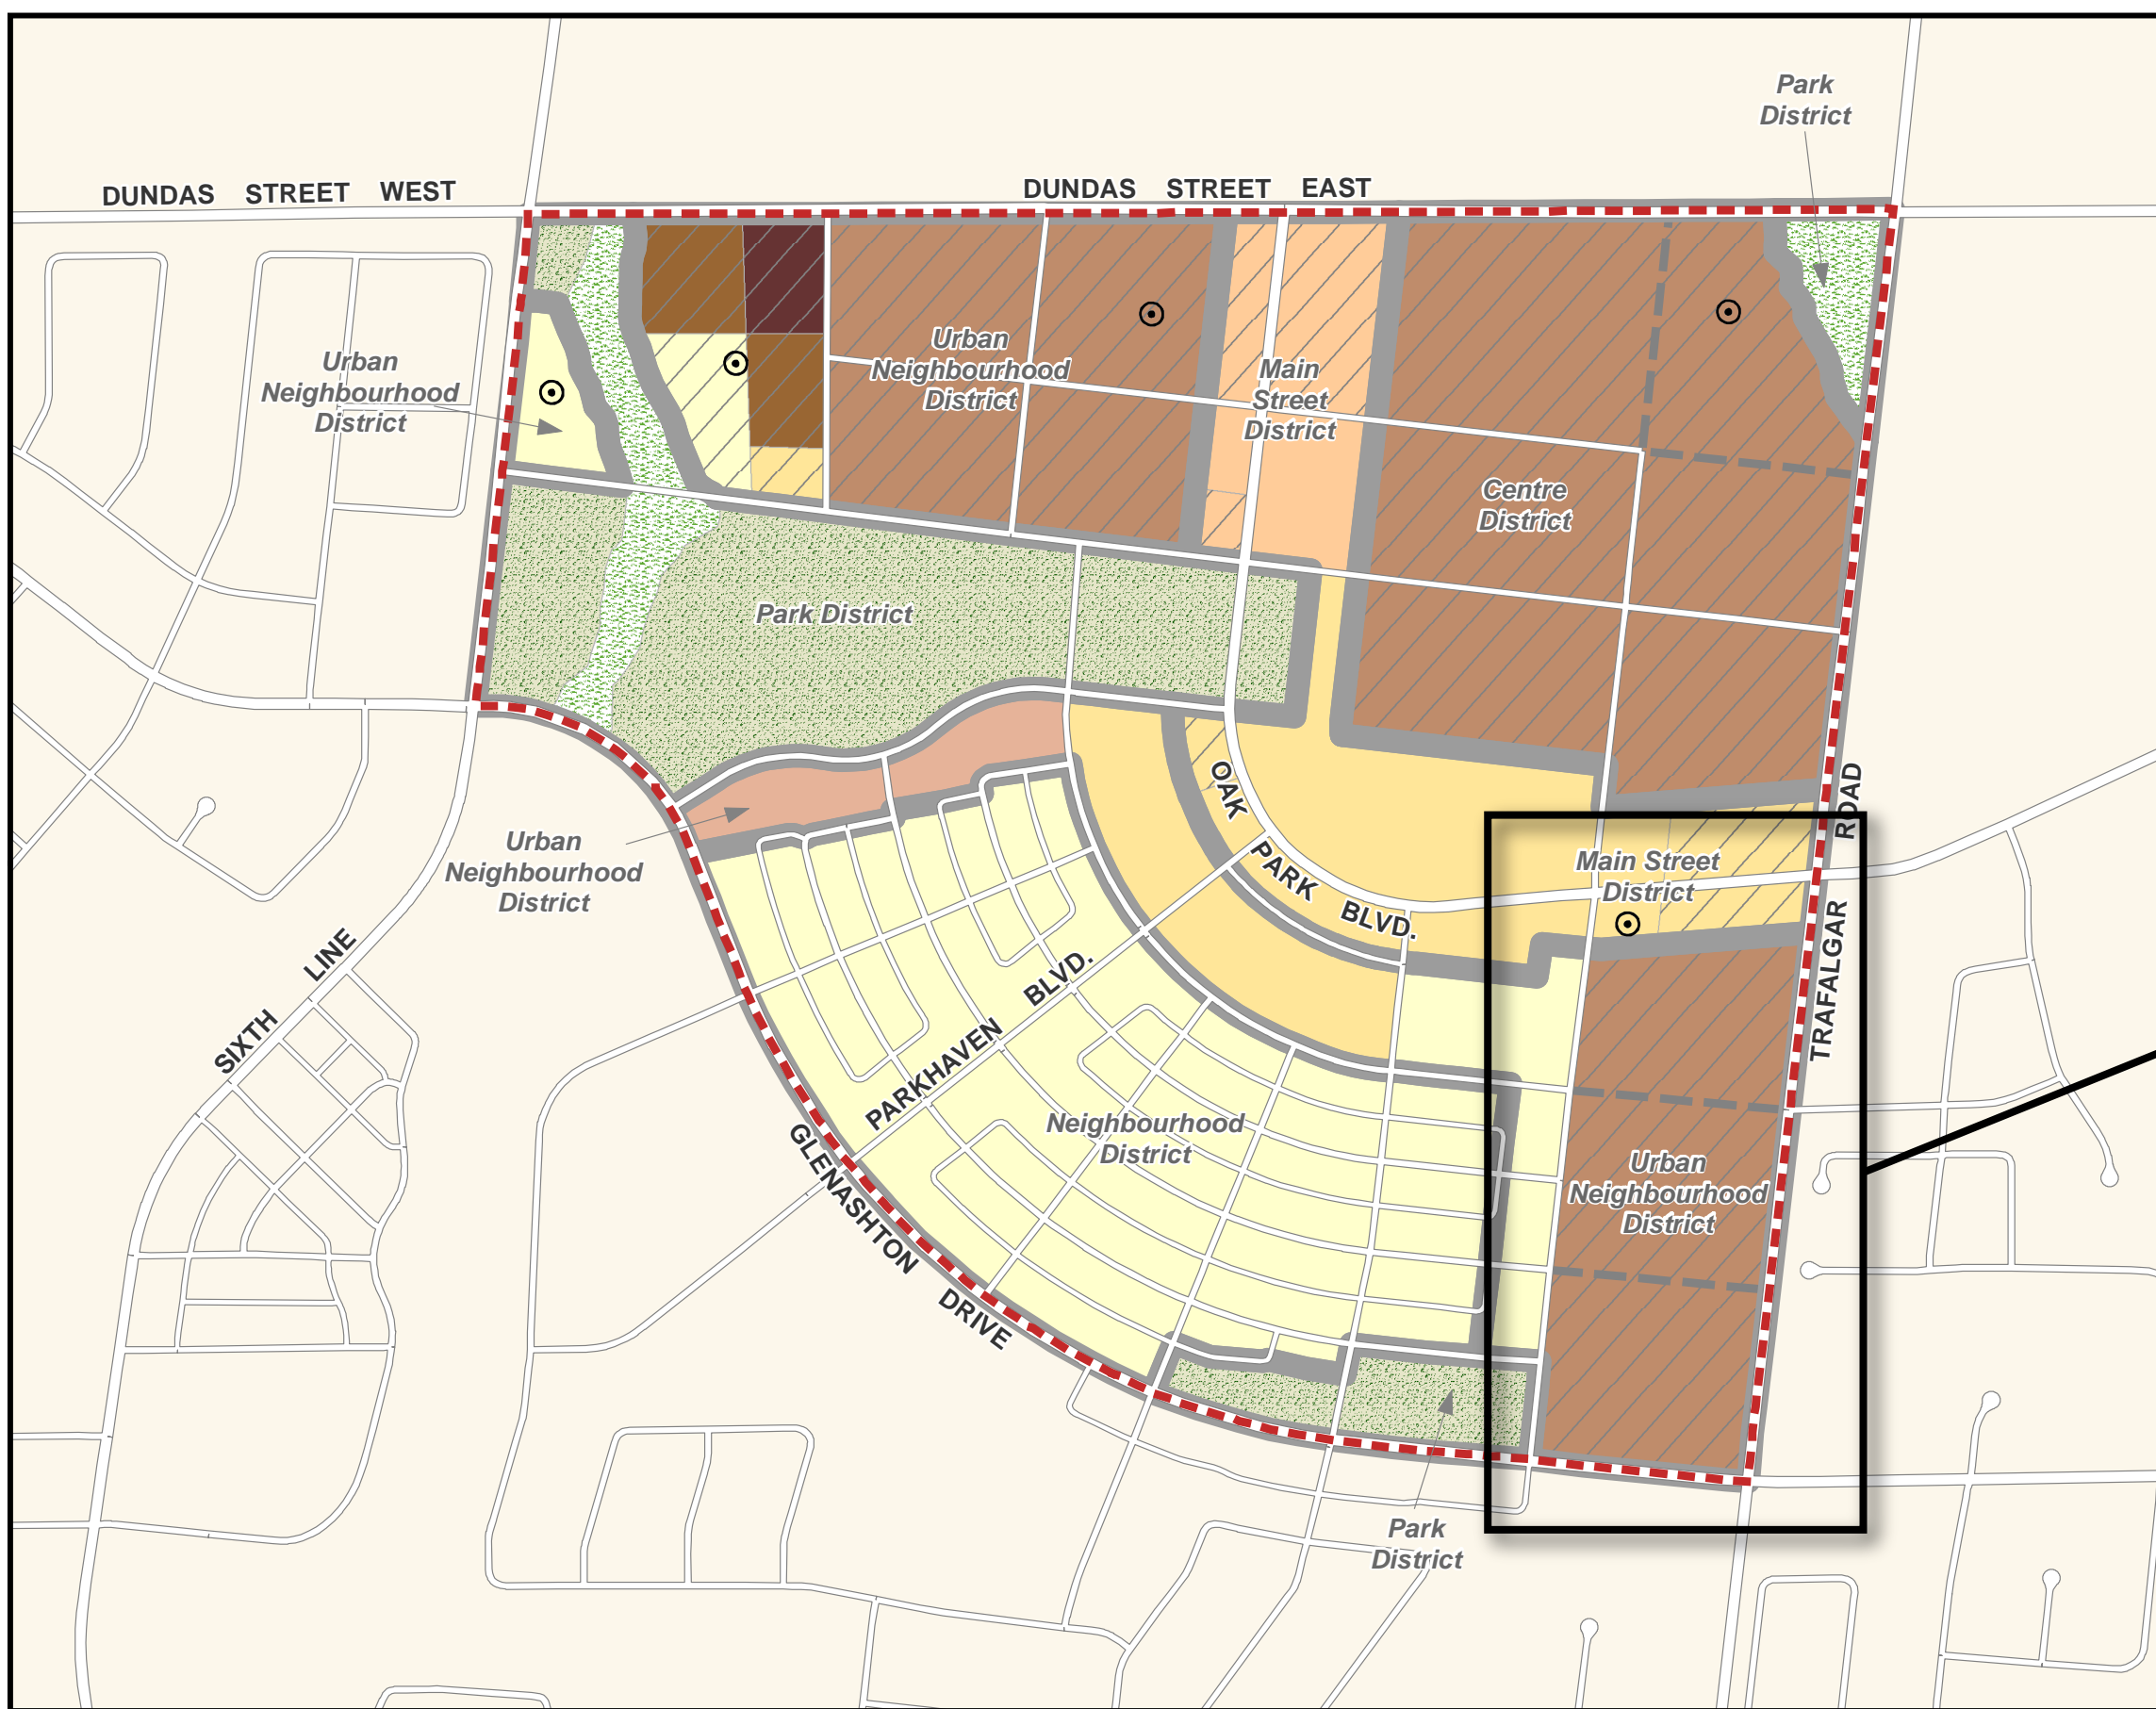 Park
District
DUNDAS STREET WEST
DUNDAS STREET EAST
Urban
Neighbourhood
District
Urban
Neighbourhood
District
Main
Street
District
Centre
District
Park District
OAK PARK BLVD.
Urban
Neighbourhood
District
Main Street
District
TRAFALGAR ROAD
SIXTH LINE
PARKHAVEN BLVD.
Neighbourhood
District
Urban
Neighbourhood
District
GLENASHTON DRIVE
Park
District